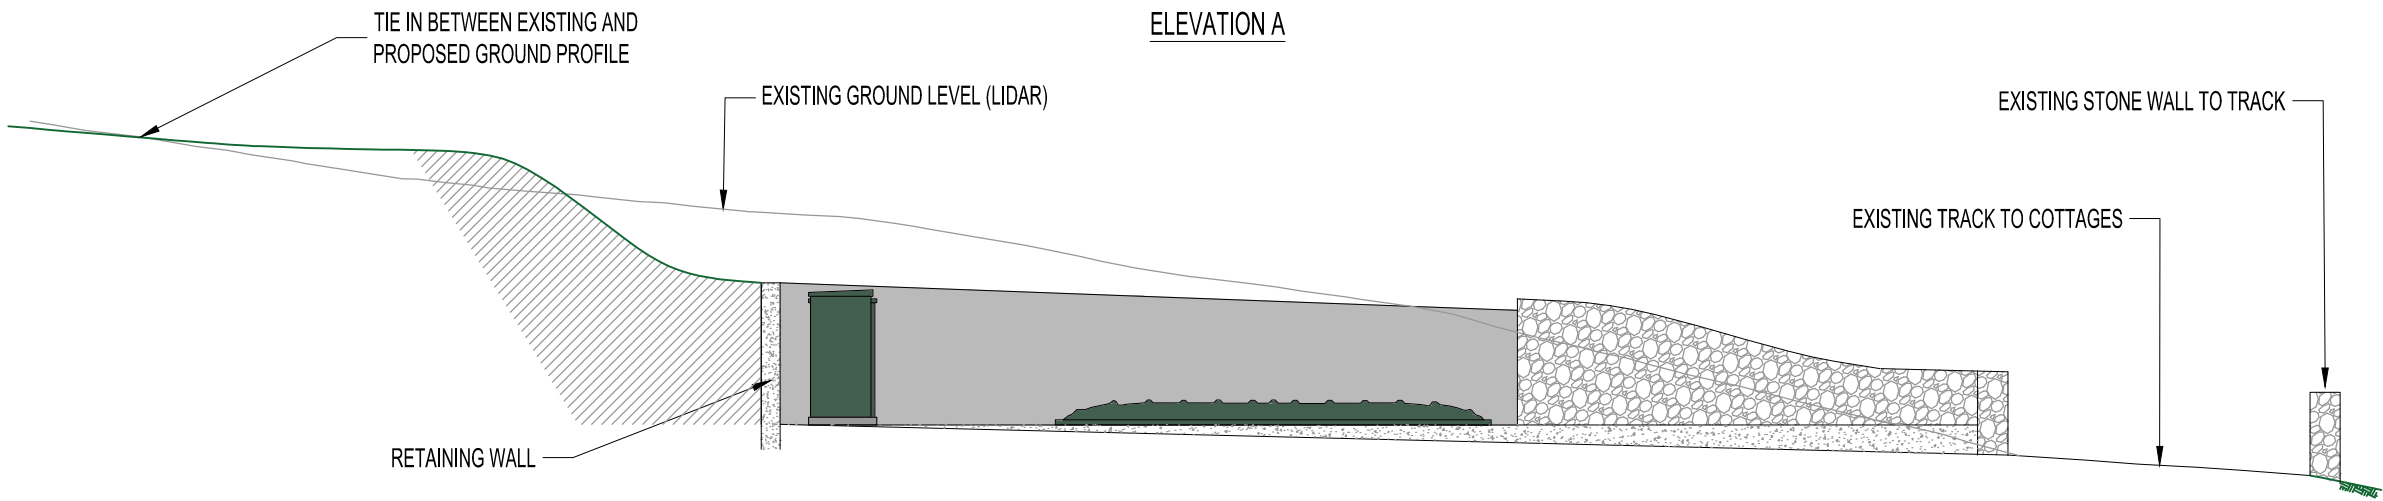 ELEVATION A
TIE IN BETWEEN EXISTING AND
PROPOSED GROUND PROFILE
EXISTING GROUND LEVEL (LIDAR)
EXISTING STONE WALL TO TRACK
EXISTING TRACK TO COTTAGES
RETAINING WALL